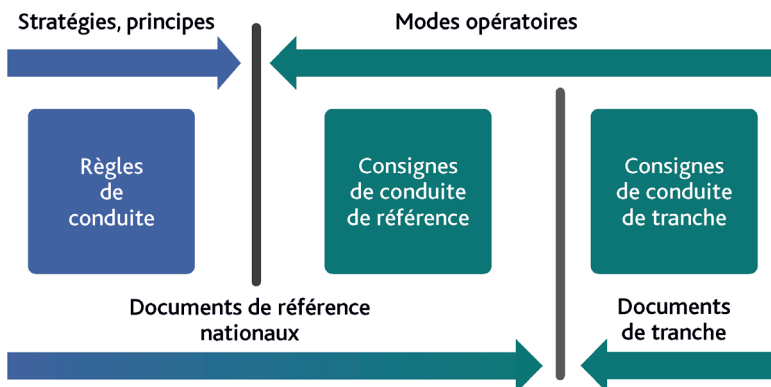 Stratégies, principes
Modes opératoires
Règles
de
conduite
Consignes
de conduite
de référence
Consignes
de conduite
de tranche
Documents de référence
nationaux
Documents
de tranche